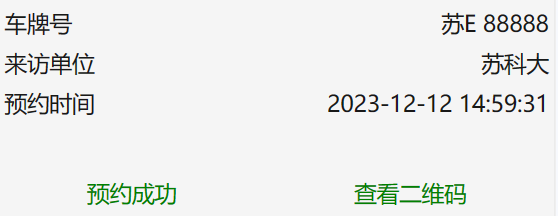 车牌号 苏E 88888
来访单位 苏科大
预约时间 2023-12-12 14:59:31
预约成功 查看二维码